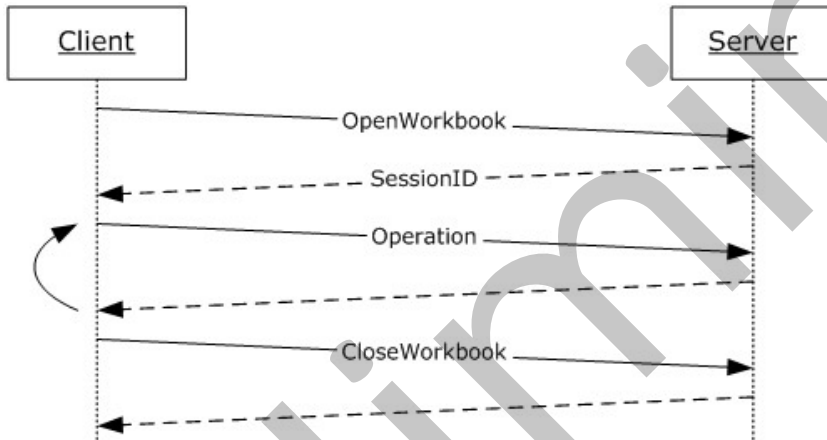 Client
Server
OpenWorkbook
SessionID
Operation
CloseWorkbook